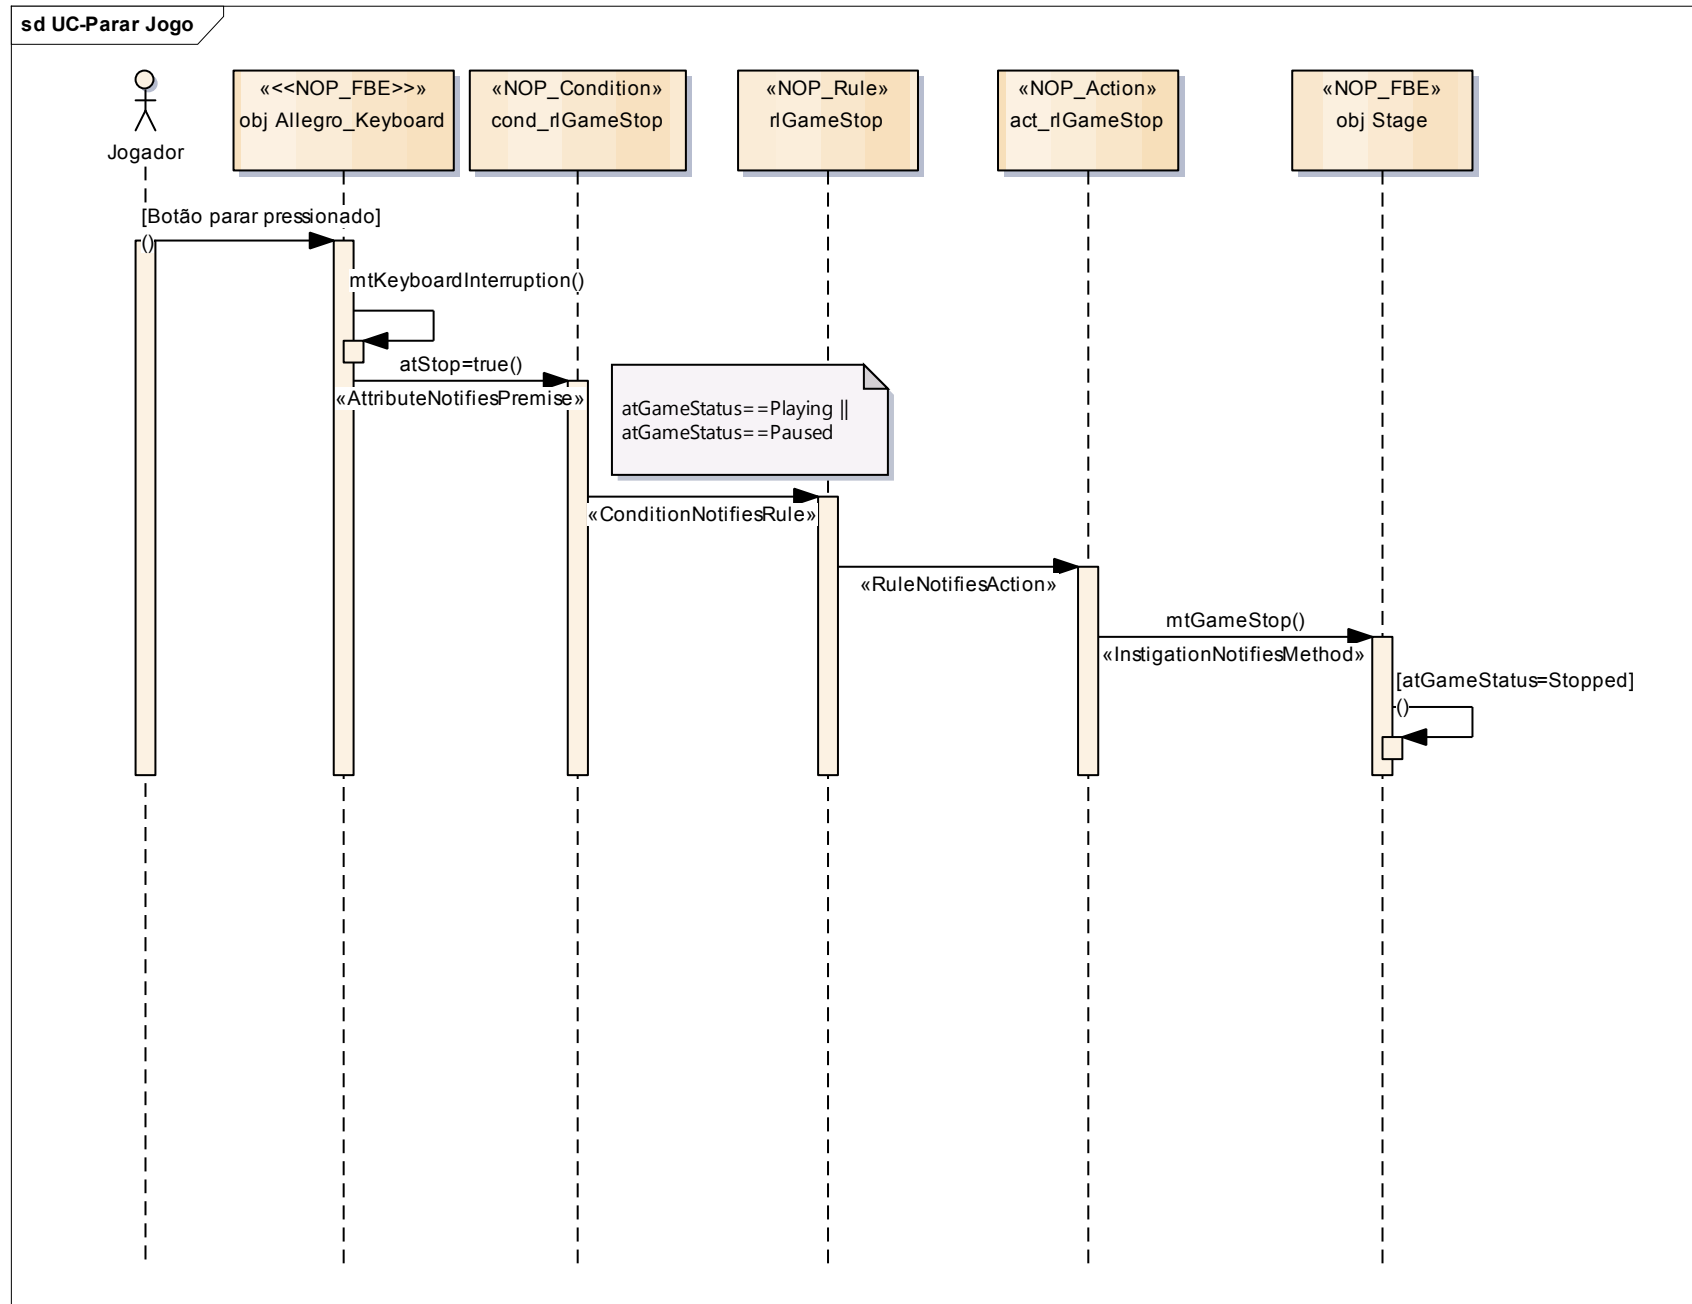 sd UC-Parar Jogo
Jogador
«<<NOP_FBE>>»
obj Allegro_Keyboard
«NOP_Condition»
cond_rlGameStop
«NOP_Rule»
rlGameStop
«NOP_Action»
act_rlGameStop
«NOP_FBE»
obj Stage
[Botão parar pressionado]
()
mtKeyboardInterruption()
atStop=true()
«AttributeNotifiesPremise»
atGameStatus==Playing ||
atGameStatus==Paused
«ConditionNotifiesRule»
«RuleNotifiesAction»
mtGameStop()
«InstigationNotifiesMethod»
[atGameStatus=Stopped]
()